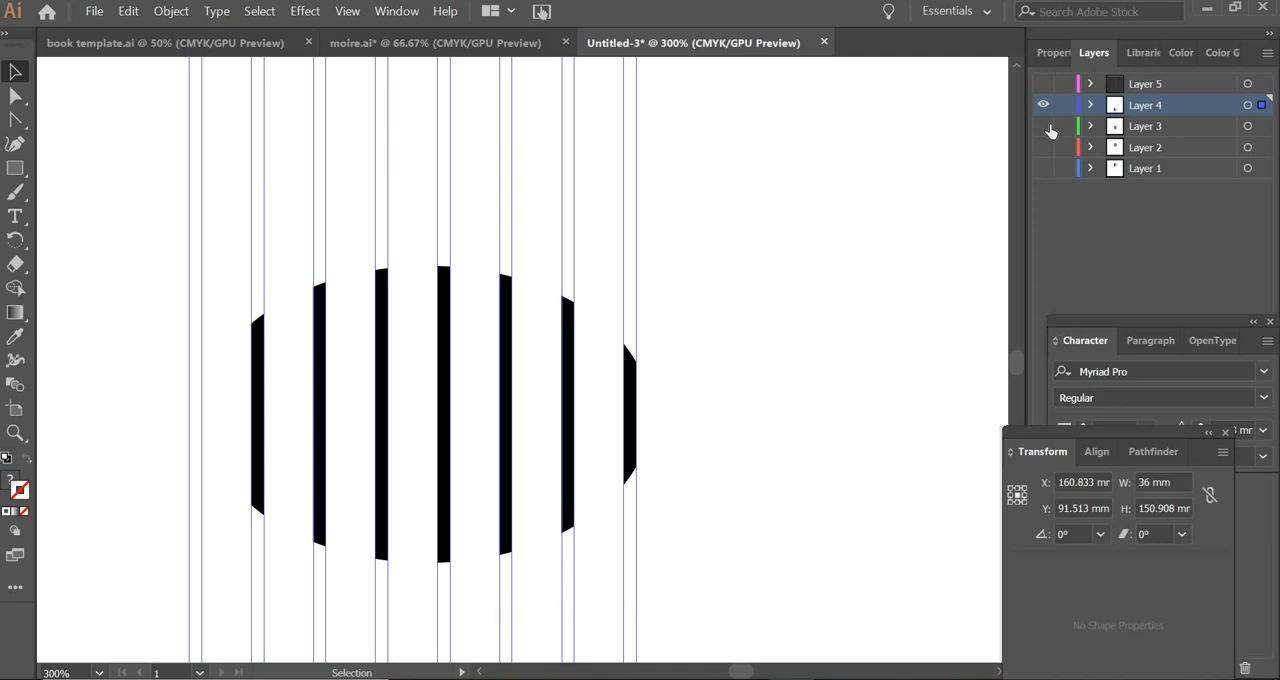 Ai File Edit Object Type Select Effect View Window Help Essentials Search Adobe Stock
book template.ai @ 50% (CMYK/GPU Preview) × moire.ai* @ 66.67% (CMYK/GPU Preview) × Untitled-3* @ 300% (CMYK/GPU Preview) ×
Propert Layers Librarie Color Color G
Layer 5
Layer 4
Layer 3
Layer 2
Layer 1
Character Paragraph OpenType
Myriad Pro
Regular
Transform Align Pathfinder
X: 160.833 mr W: 36 mm
Y: 91.513 mm H: 150.908 mr
0° 0°
No Shape Properties
300% 1 Selection